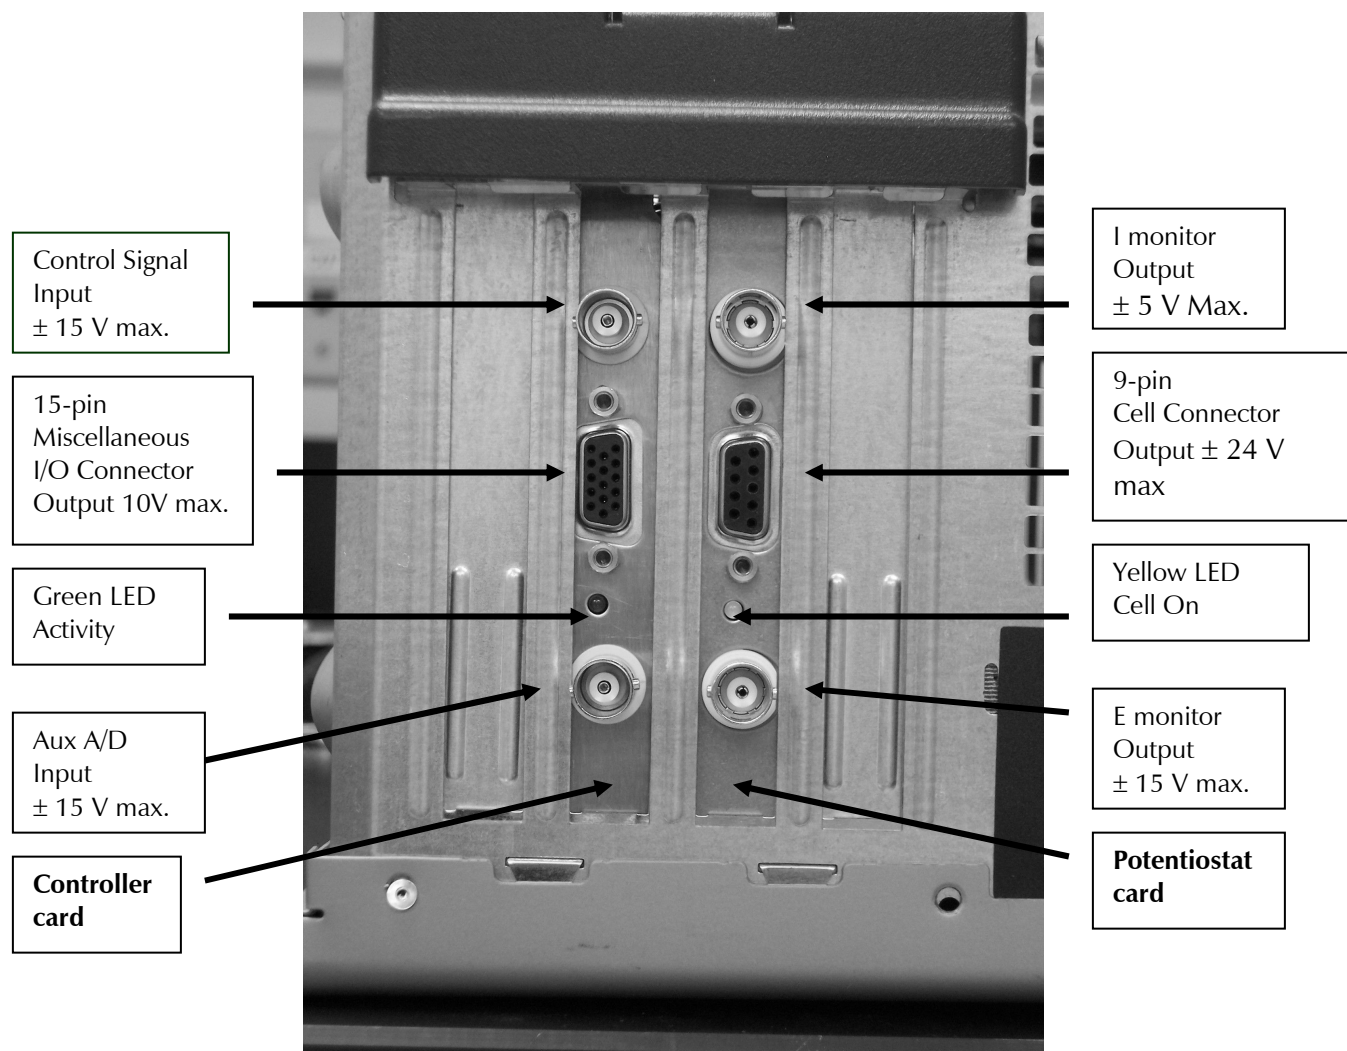 Control Signal
Input
± 15 V max.
15-pin
Miscellaneous
I/O Connector
Output 10V max.
Green LED
Activity
Aux A/D
Input
± 15 V max.
Controller
card
I monitor
Output
± 5 V Max.
9-pin
Cell Connector
Output ± 24 V
max
Yellow LED
Cell On
E monitor
Output
± 15 V max.
Potentiostat
card